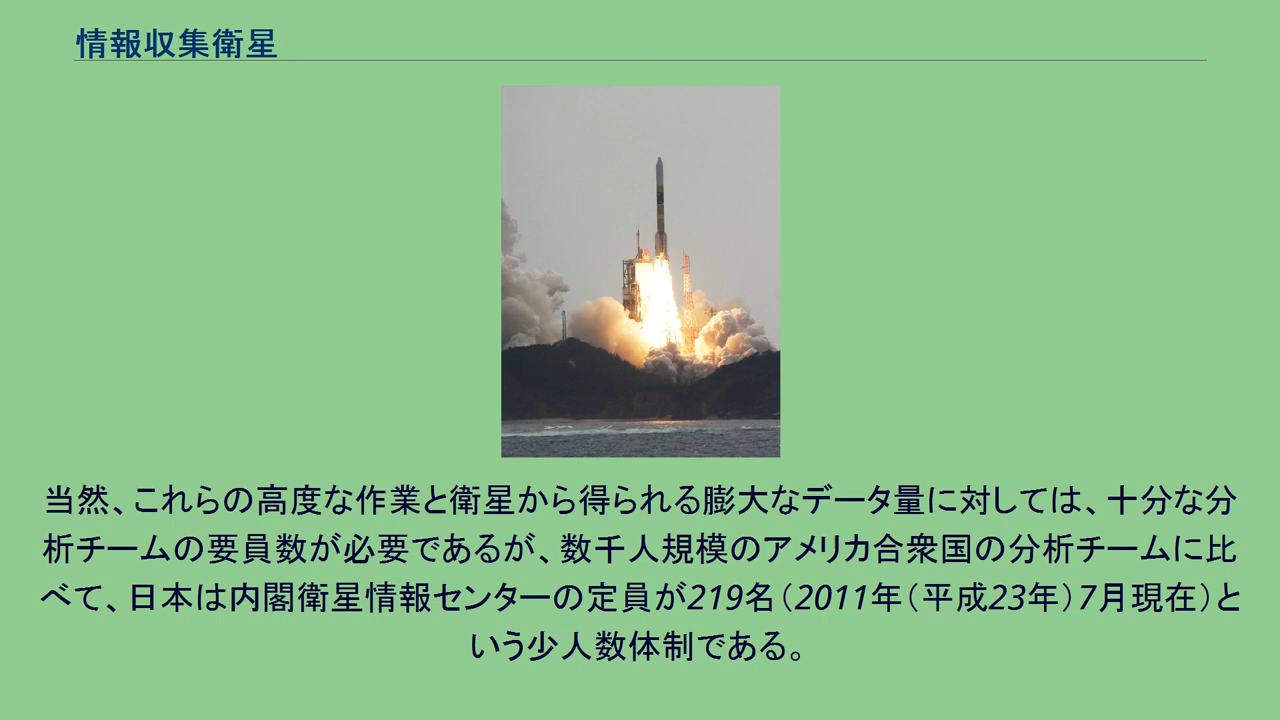 情報収集衛星
当然、これらの高度な作業と衛星から得られる膨大なデータ量に対しては、十分な分
析チームの要員数が必要であるが、数千人規模のアメリカ合衆国の分析チームに比
べて、日本は内閣衛星情報センターの定員が219名（2011年（平成23年）7月現在）と
いう少人数体制である。